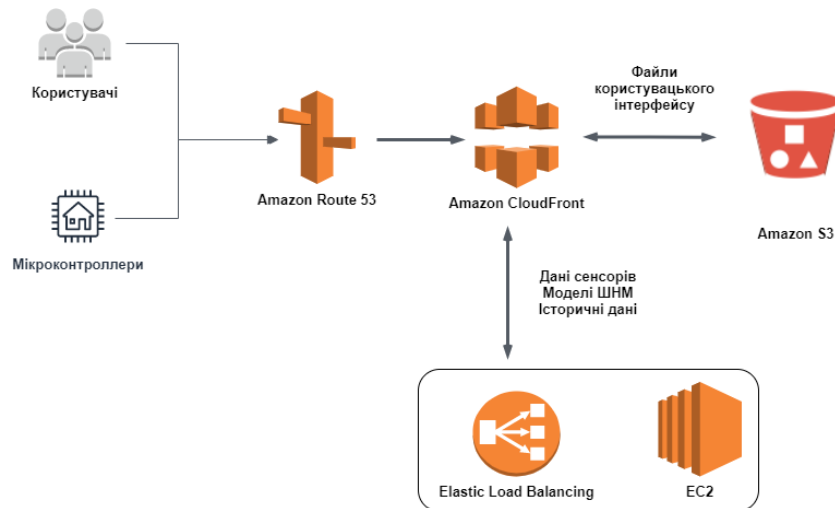 Користувачі
Мікроконтроллери
Amazon Route 53
Amazon CloudFront
Файли
користувацького
інтерфейсу
Amazon S3
Дані сенсорів
Моделі ШНМ
Історичні дані
Elastic Load Balancing
EC2